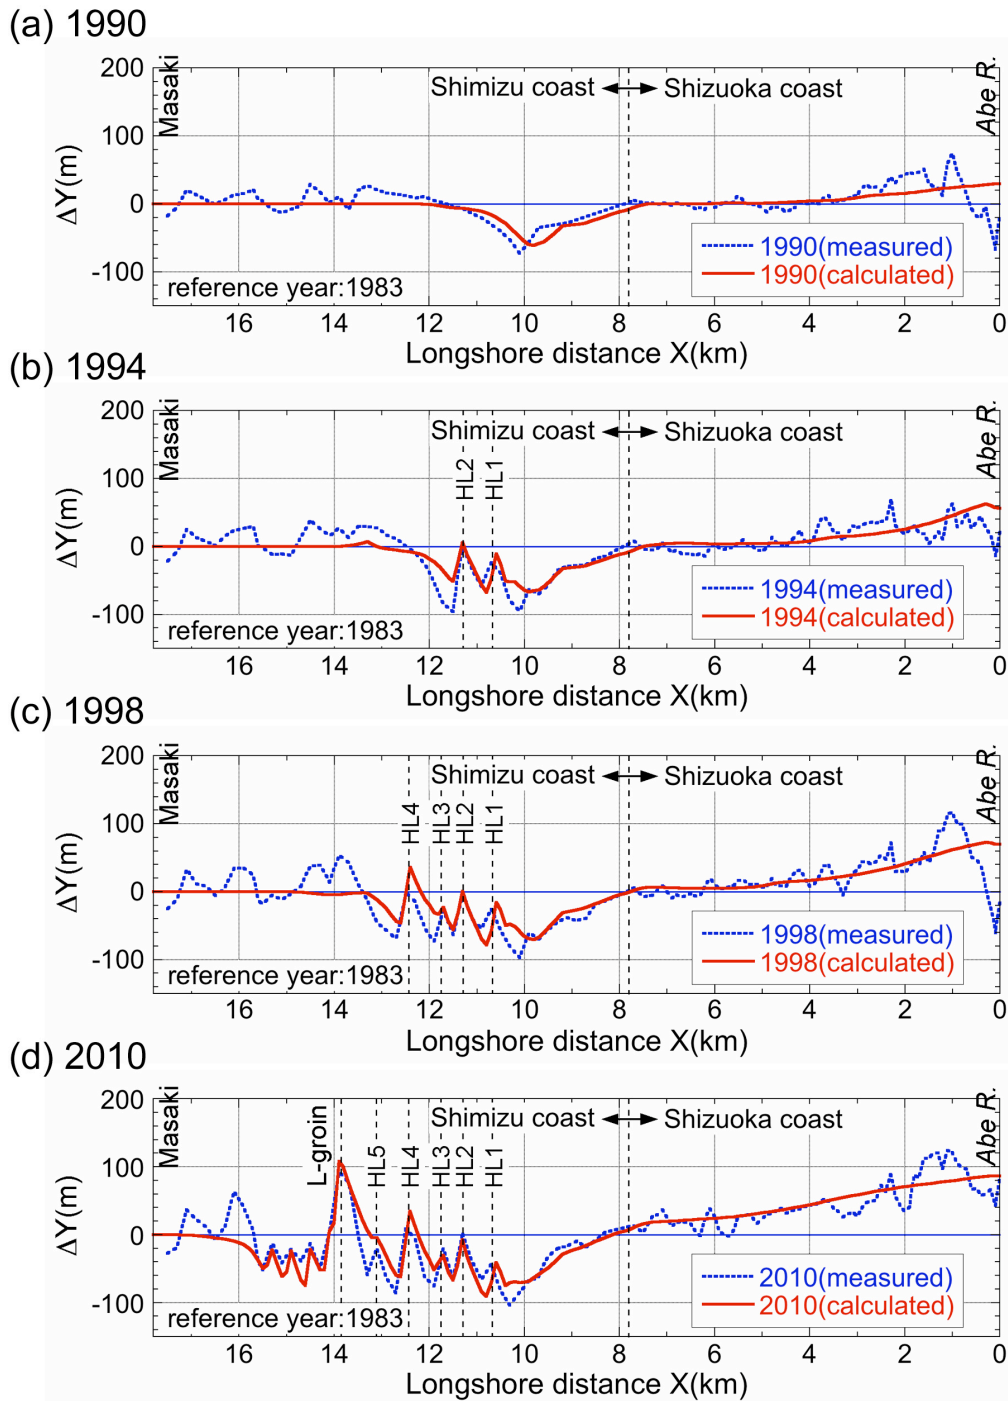 (a) 1990
200
100
0
-100
ΔY(m)
Masaki
Shimizu coast
Shizuoka coast
Abe R.
1990(measured)
1990(calculated)
reference year:1983
16 14 12 10 8 6 4 2 0
Longshore distance X(km)
(b) 1994
200
100
0
-100
ΔY(m)
Masaki
Shimizu coast
Shizuoka coast
Abe R.
HL2
HL1
1994(measured)
1994(calculated)
reference year:1983
16 14 12 10 8 6 4 2 0
Longshore distance X(km)
(c) 1998
200
100
0
-100
ΔY(m)
Masaki
Shimizu coast
Shizuoka coast
Abe R.
HL4
HL3
HL2
HL1
1998(measured)
1998(calculated)
reference year:1983
16 14 12 10 8 6 4 2 0
Longshore distance X(km)
(d) 2010
200
100
0
-100
ΔY(m)
Masaki
Shimizu coast
Shizuoka coast
Abe R.
L-groin
HL5
HL4
HL3
HL2
HL1
2010(measured)
2010(calculated)
reference year:1983
16 14 12 10 8 6 4 2 0
Longshore distance X(km)